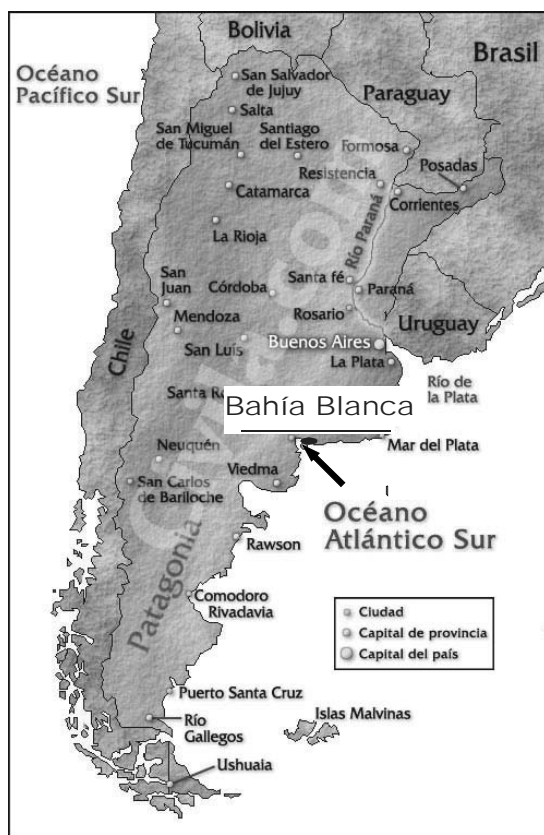 Bolivia
Brasil
Océano
Pacífico Sur
San Salvador
de Jujuy
Paraguay
Salta
San Miguel
de Tucumán
Santiago
del Estero
Formosa
Posadas
Resistencia
Catamarca
Corrientes
La Rioja
Río Paraná
San
Juan
Córdoba
Santa fé
Paraná
Mendoza
Rosario
Uruguay
Chile
San Luís
Buenos Aires
La Plata
Río de
la Plata
Santa
Bahía Blanca
Mar del Plata
Neuquén
San Carlos
de Bariloche
Viedma
Océano
Atlántico Sur
Rawson
Patagonia
Comodoro
Rivadavia
Ciudad
Capital de provincia
Capital del país
Puerto Santa Cruz
Río
Gallegos
Islas Malvinas
Ushuaia